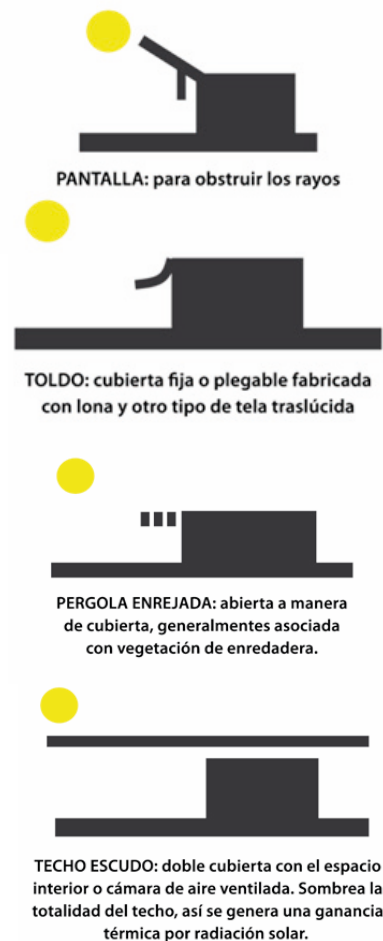 PANTALLA: para obstruir los rayos
TOLDO: cubierta fija o plegable fabricada
con lona y otro tipo de tela traslúcida
PERGOLA ENREJADA: abierta a manera
de cubierta, generalmentes asociada
con vegetación de enredadera.
TECHO ESCUDO: doble cubierta con el espacio
interior o cámara de aire ventilada. Sombrea la
totalidad del techo, así se genera una ganancia
térmica por radiación solar.